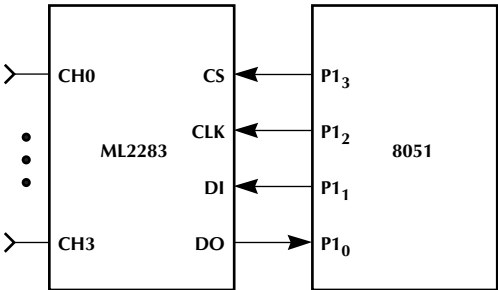 CH0 CS P1₃
CLK P1₂
ML2283 8051
DI P1₁
CH3 DO P1₀